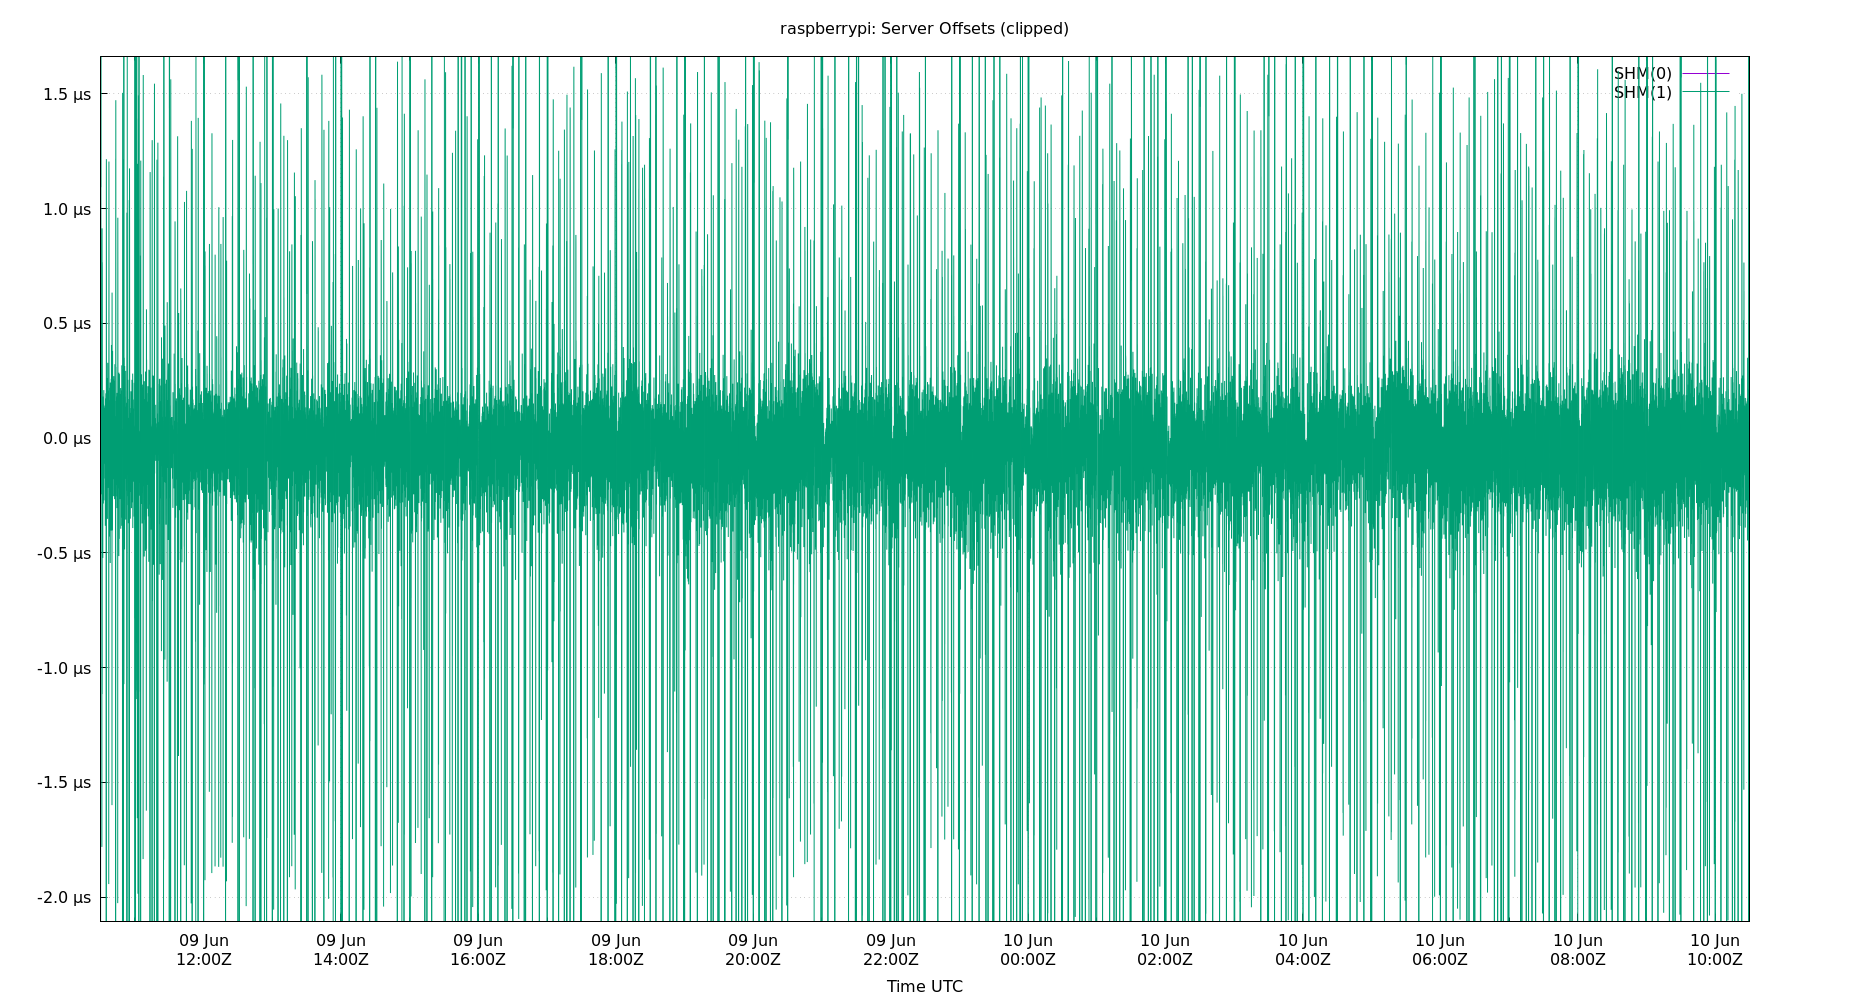 raspberrypi: Server Offsets (clipped)
SHM(0)
SHM(1)
1.5 µs
1.0 µs
0.5 µs
0.0 µs
-0.5 µs
-1.0 µs
-1.5 µs
-2.0 µs
09 Jun 09 Jun 09 Jun 09 Jun 09 Jun 09 Jun 10 Jun 10 Jun 10 Jun 10 Jun 10 Jun 10 Jun
12:00Z 14:00Z 16:00Z 18:00Z 20:00Z 22:00Z 00:00Z 02:00Z 04:00Z 06:00Z 08:00Z 10:00Z
Time UTC